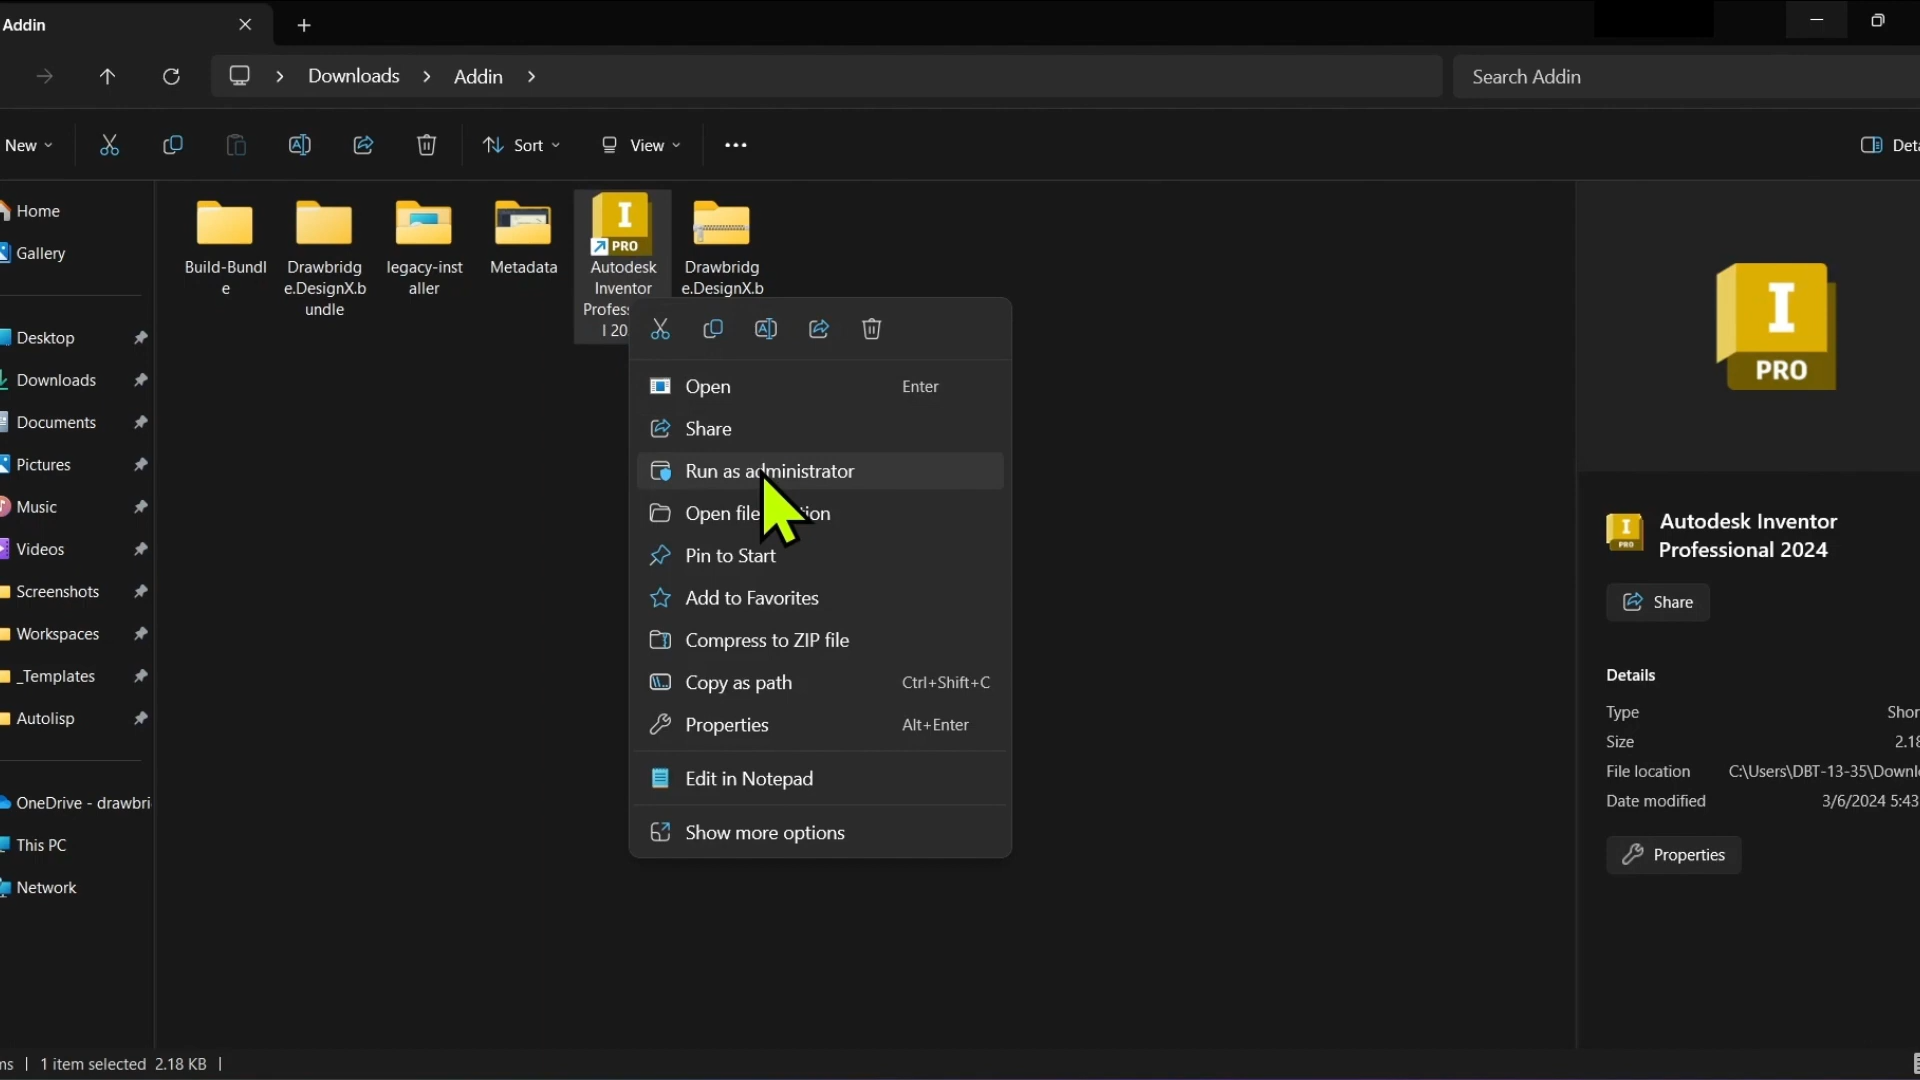 Addin
Downloads
Addin
Search Addin
New
Sort
View
Home
Gallery
Desktop
Downloads
Documents
Pictures
Music
Videos
Screenshots
Workspaces
_Templates
Autolisp
OneDrive - drawbri
This PC
Network
Build-Bundl
e
Drawbridg
e.DesignX.b
undle
legacy-inst
aller
Metadata
I
PRO
Autodesk
Inventor
Profess
l 20
Drawbridg
e.DesignX.b
Open Enter
Share
Run as administrator
Open file
Pin to Start
Add to Favorites
Compress to ZIP file
Copy as path Ctrl+Shift+C
Properties Alt+Enter
Edit in Notepad
Show more options
I
PRO
I
PRO
Autodesk Inventor
Professional 2024
Share
Details
Type Shor
Size 2.18
File location C:\Users\DBT-13-35\Downl
Date modified 3/6/2024 5:43
Properties
1 item selected 2.18 KB